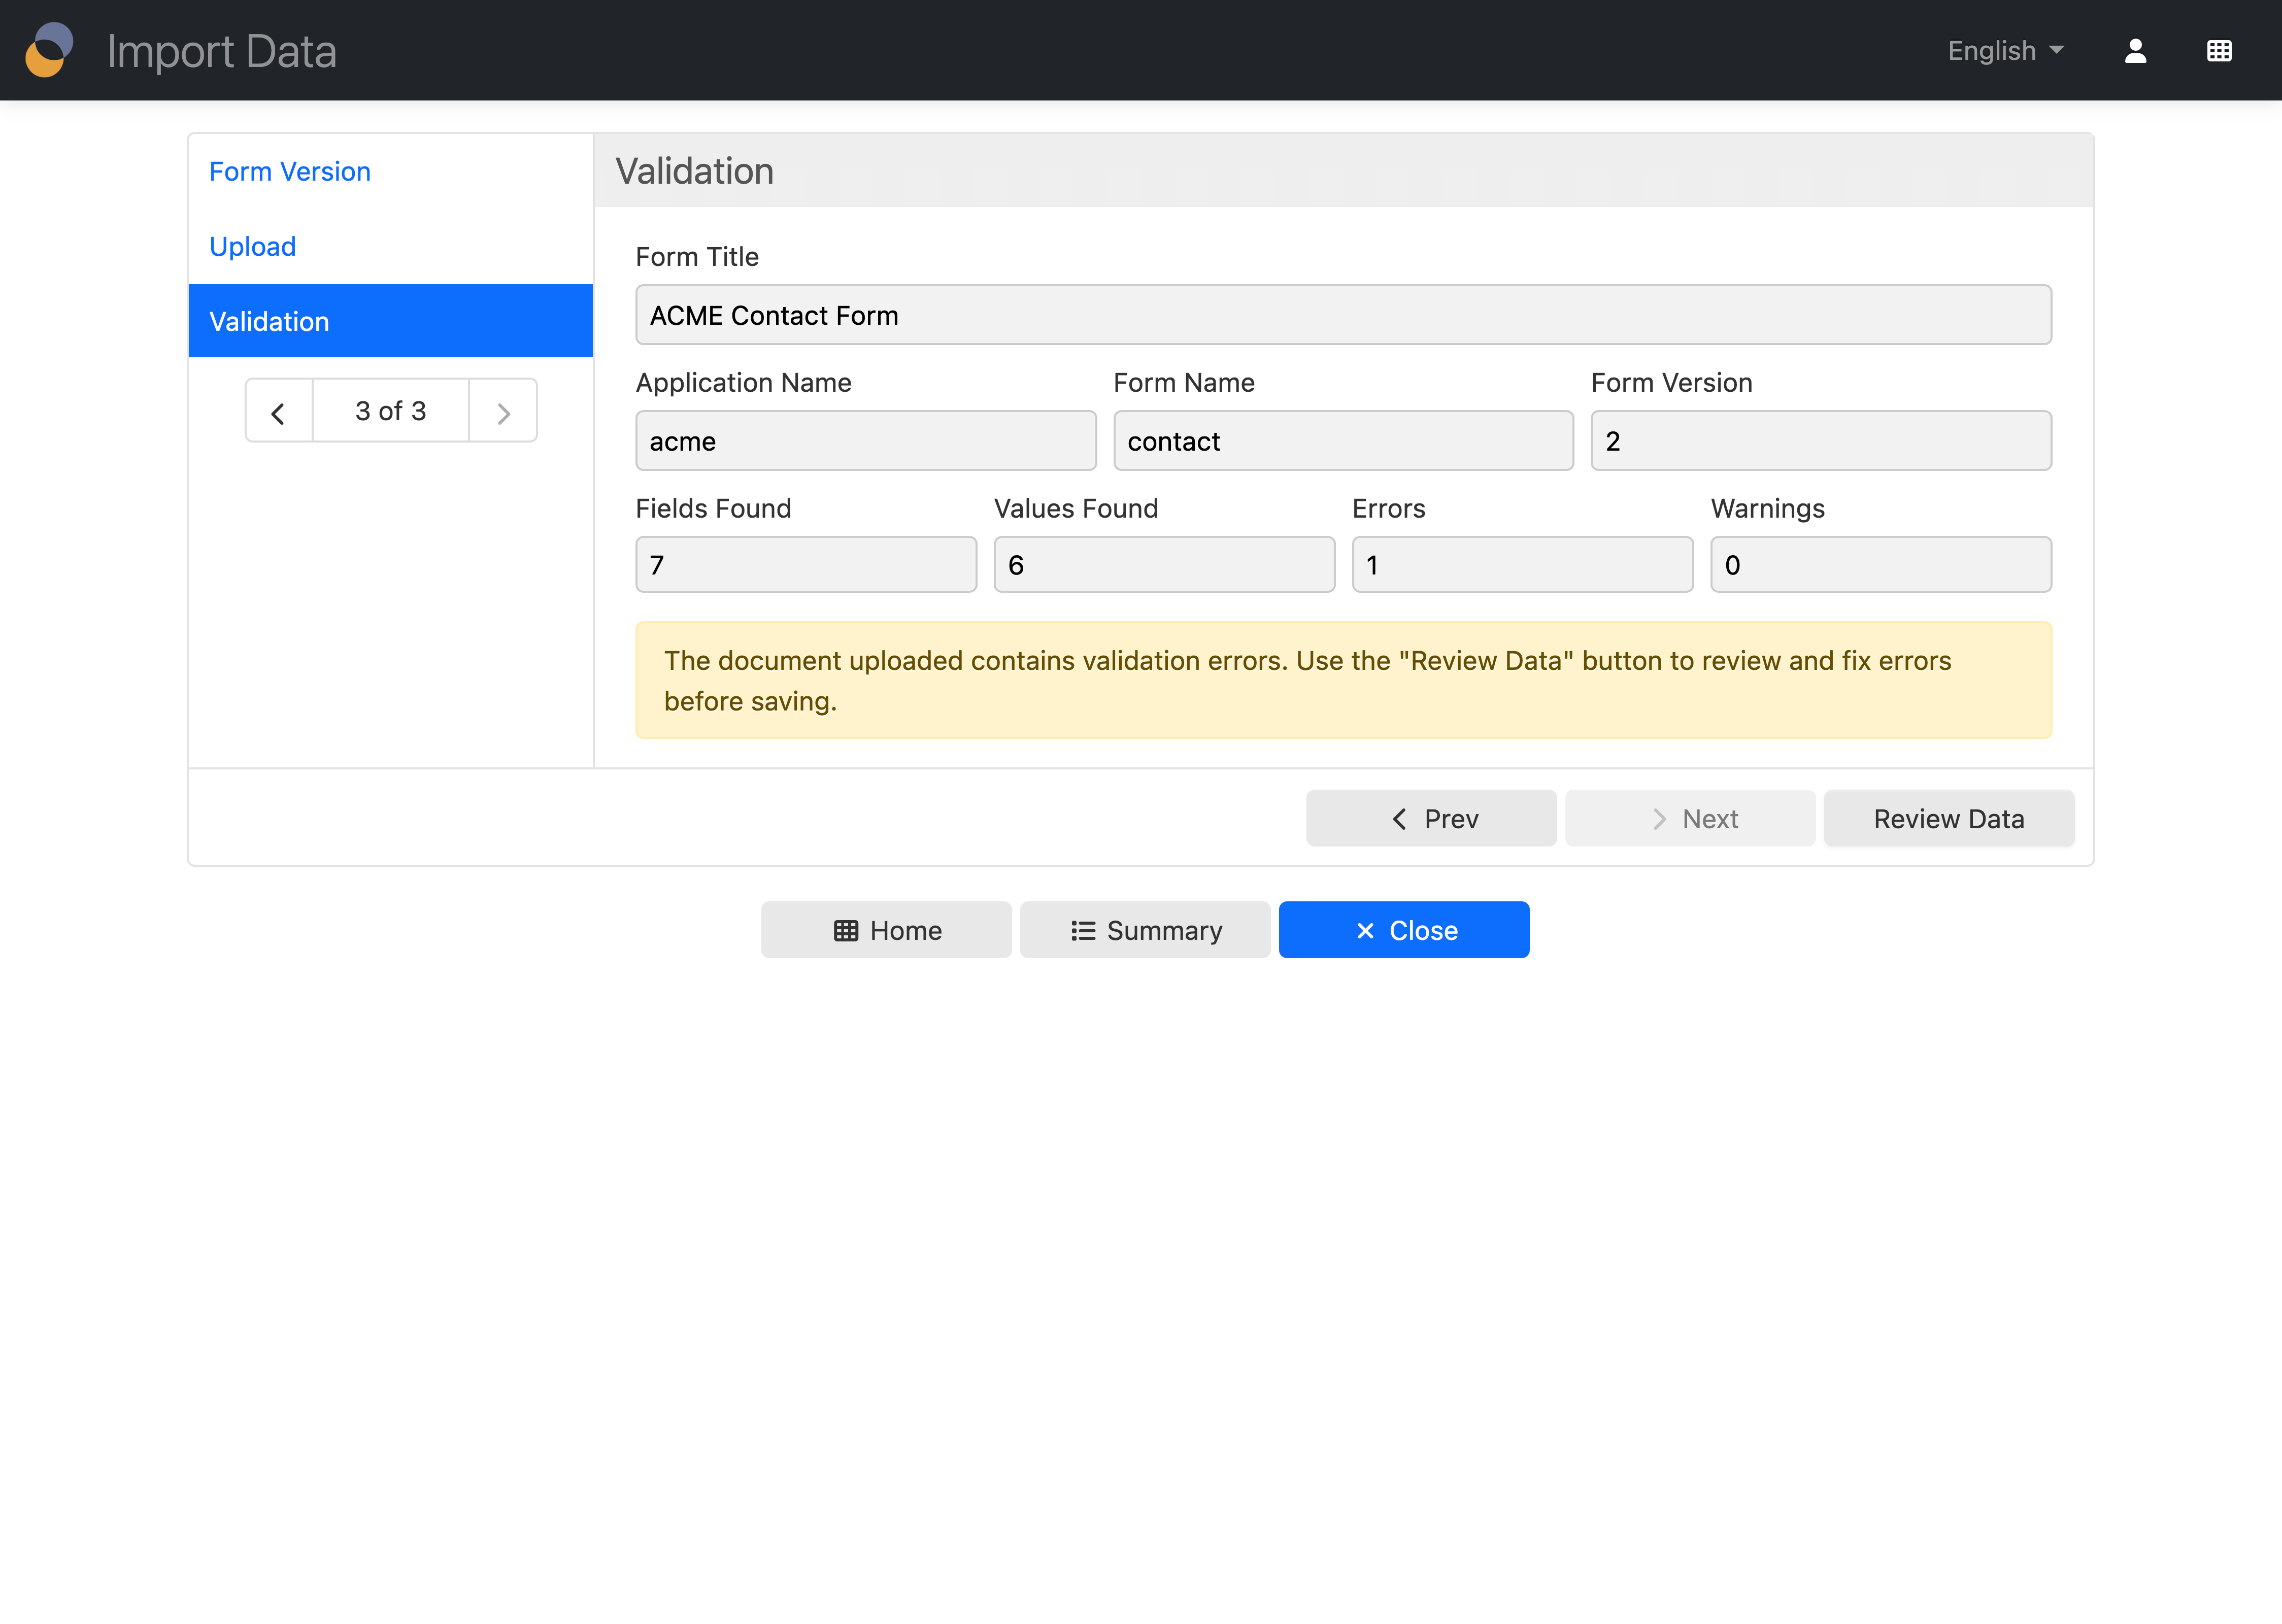 Import Data
English
Form Version
Upload
Validation
3 of 3
Validation
Form Title
ACME Contact Form
Application Name
Form Name
Form Version
acme
contact
2
Fields Found
Values Found
Errors
Warnings
7
6
1
0
The document uploaded contains validation errors. Use the "Review Data" button to review and fix errors
before saving.
Prev
Next
Review Data
Home
Summary
Close